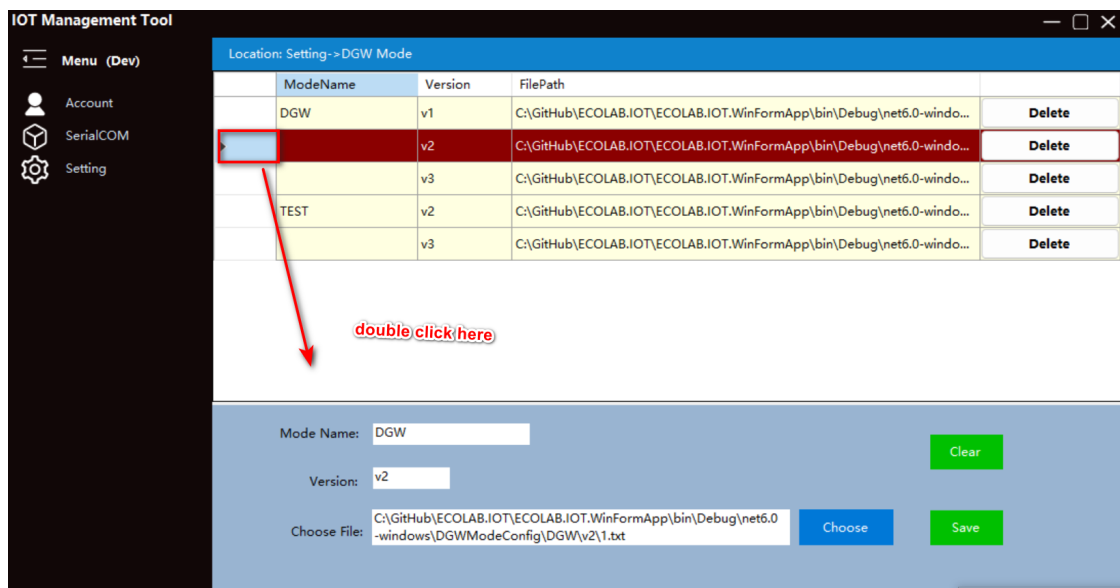 IOT Management Tool
Menu (Dev)
Account
SerialCOM
Setting
Location: Setting->DGW Mode
ModeName Version FilePath
DGW v1 C:\GitHub\ECOLAB.IOT\ECOLAB.IOT.WinFormApp\bin\Debug\net6.0-windo... Delete
v2 C:\GitHub\ECOLAB.IOT\ECOLAB.IOT.WinFormApp\bin\Debug\net6.0-windo... Delete
v3 C:\GitHub\ECOLAB.IOT\ECOLAB.IOT.WinFormApp\bin\Debug\net6.0-windo... Delete
TEST v2 C:\GitHub\ECOLAB.IOT\ECOLAB.IOT.WinFormApp\bin\Debug\net6.0-windo... Delete
v3 C:\GitHub\ECOLAB.IOT\ECOLAB.IOT.WinFormApp\bin\Debug\net6.0-windo... Delete
double click here
Mode Name: DGW
Clear
Version: v2
Choose File: C:\GitHub\ECOLAB.IOT\ECOLAB.IOT.WinFormApp\bin\Debug\net6.0
-windows\DGWModeConfig\DGW\v2\1.txt
Choose
Save